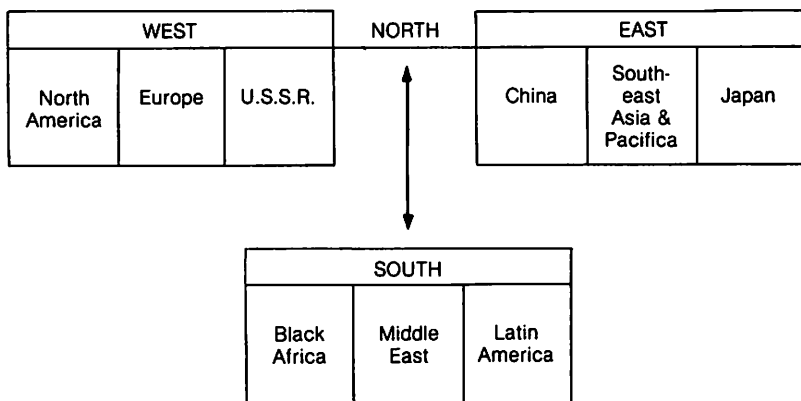 WEST NORTH EAST
North
America
Europe
U.S.S.R.
China
South-
east
Asia &
Pacifica
Japan
SOUTH
Black
Africa
Middle
East
Latin
America